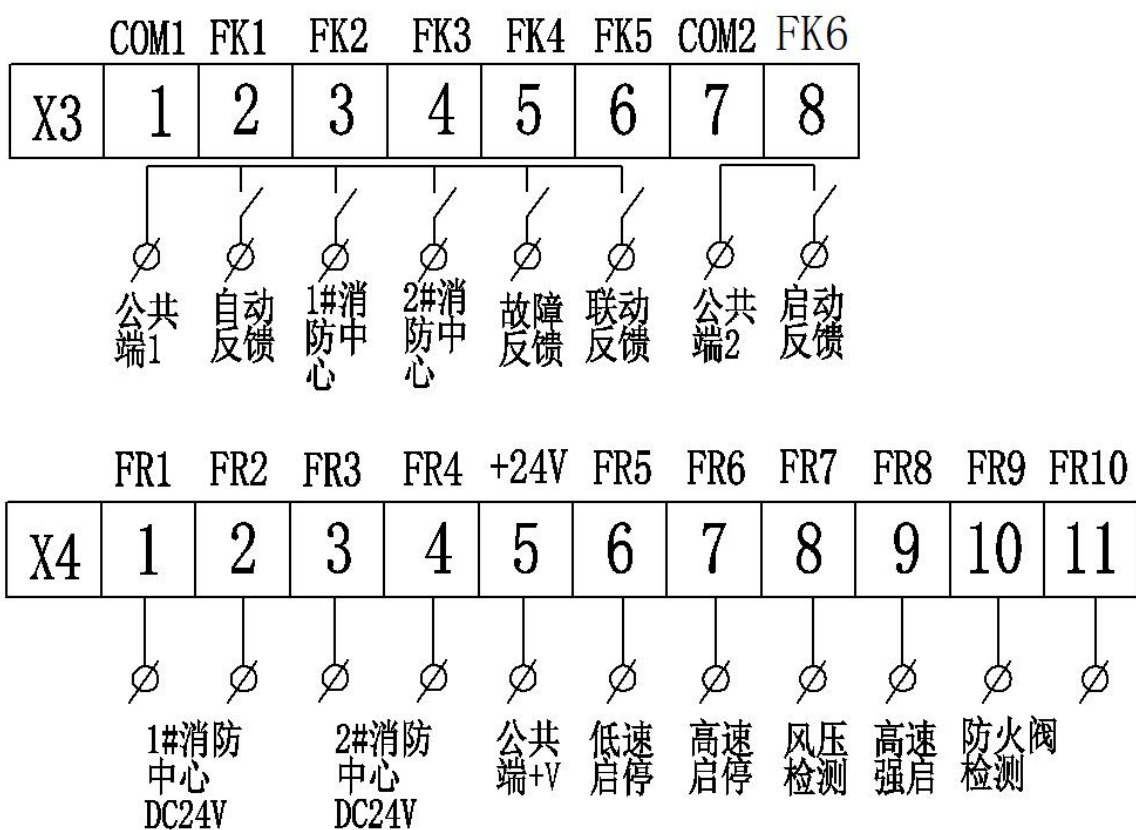 COM1 FK1 FK2 FK3 FK4 FK5 COM2 FK6
X3 1 2 3 4 5 6 7 8
公共端1
自动反馈
1#消防中心
2#消防中心
故障反馈
联动反馈
公共端2
启动反馈
FR1 FR2 FR3 FR4 +24V FR5 FR6 FR7 FR8 FR9 FR10
X4 1 2 3 4 5 6 7 8 9 10 11
1#消防
中心
DC24V
2#消防
中心
DC24V
公共
端+V
低速
启停
高速
启停
风压
检测
高速
强启
防火阀
检测